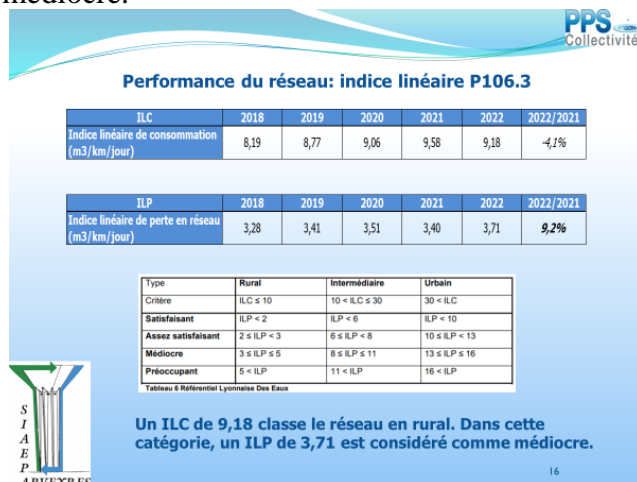 médiocre.
PPS
Collectivité
Performance du réseau: indice linéaire P106.3
ILC 2018 2019 2020 2021 2022 2022/2021
Indice linéaire de consommation
(m3/km/jour) 8,19 8,77 9,06 9,58 9,18 -4,1%
ILP 2018 2019 2020 2021 2022 2022/2021
Indice linéaire de perte en réseau
(m3/km/jour) 3,28 3,41 3,51 3,40 3,71 9,2%
Type Rural Intermédiaire Urbain
Critère ILC ≤ 10 10 < ILC ≤ 30 30 < ILC
Satisfaisant ILP < 2 ILP < 6 ILP < 10
Assez satisfaisant 2 ≤ ILP < 3 6 ≤ ILP < 8 10 ≤ ILP < 13
Médiocre 3 ≤ ILP ≤ 5 8 ≤ ILP ≤ 11 13 ≤ ILP ≤ 16
Préoccupant 5 < ILP 11 < ILP 16 < ILP
Tableau 6 Référentiel Lyonnaise Des Eaux
Un ILC de 9,18 classe le réseau en rural. Dans cette
catégorie, un ILP de 3,71 est considéré comme médiocre.
S
I
A
E
P
16